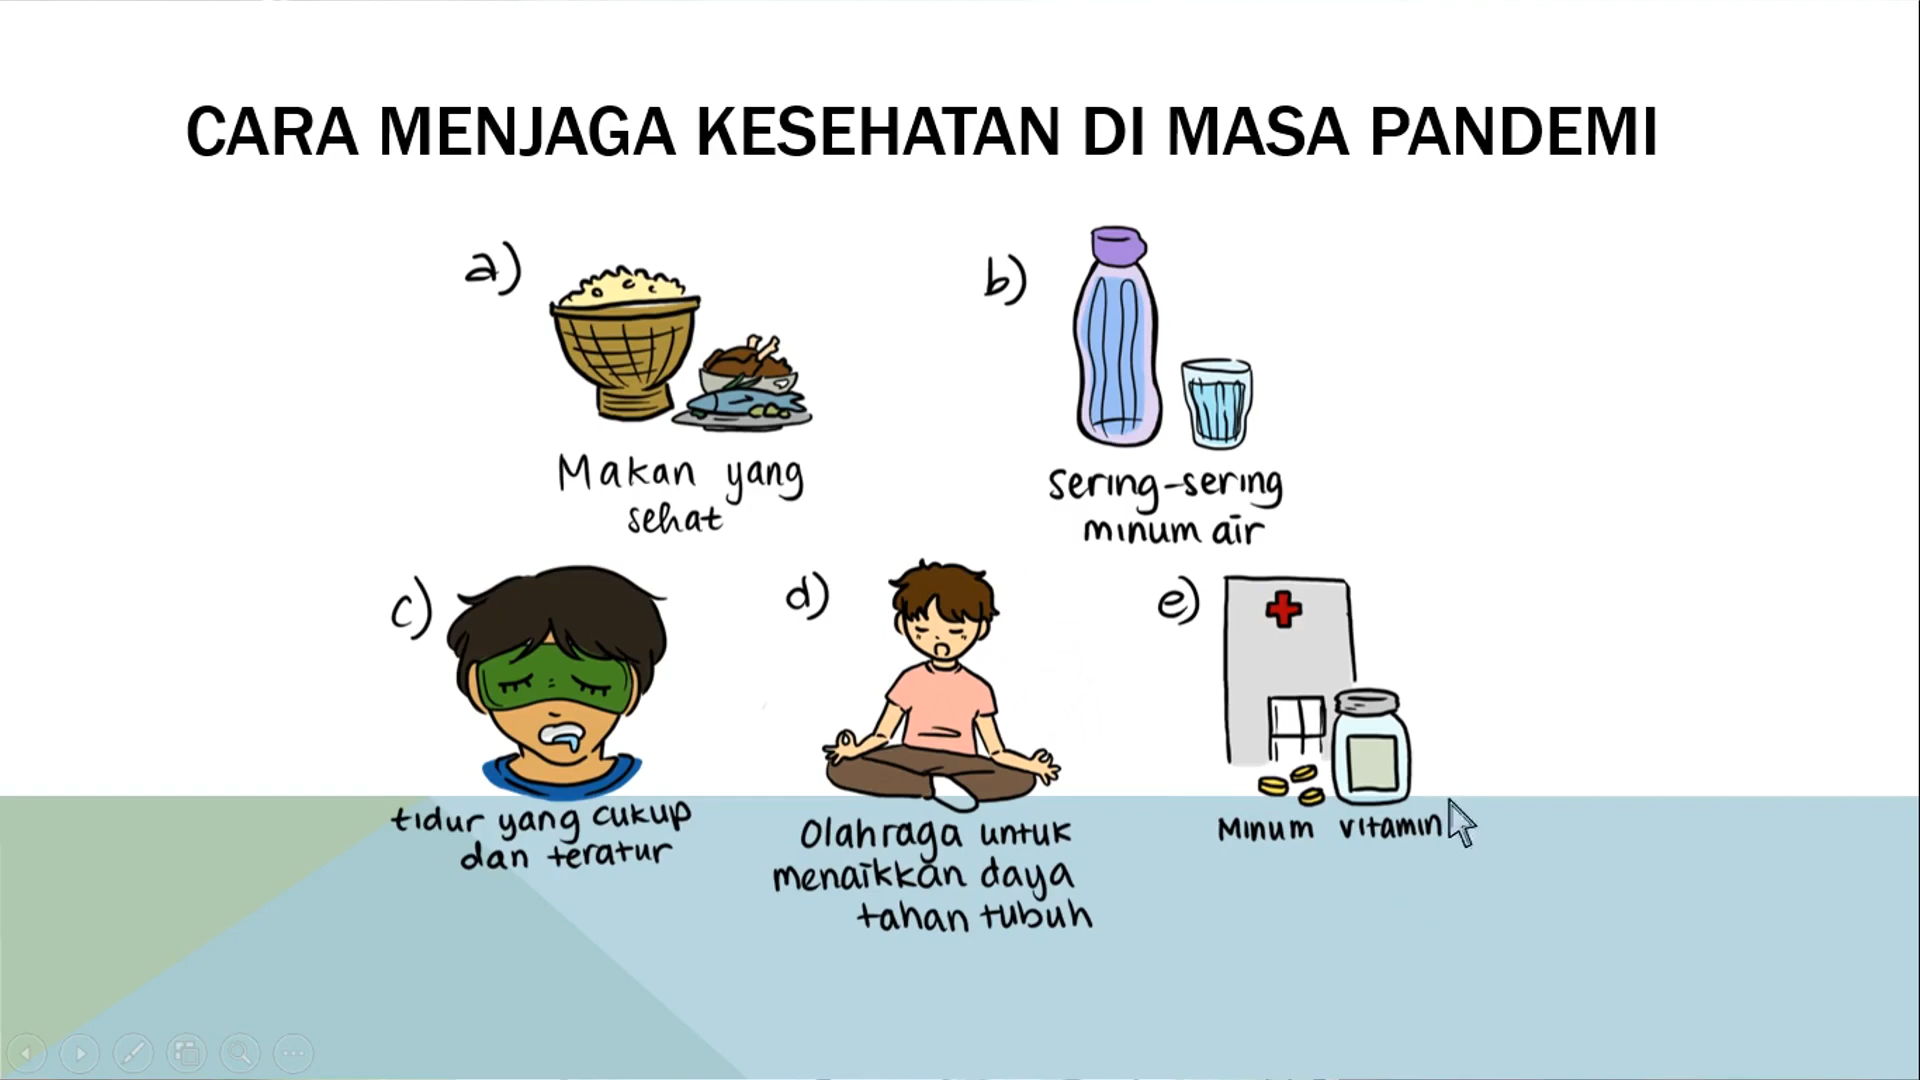 CARA MENJAGA KESEHATAN DI MASA PANDEMI
a)
Makan yang
sehat
b)
Sering-sering
minum air
c)
tidur yang cukup
dan teratur
d)
Olahraga untuk
menaikkan daya
tahan tubuh
e)
Minum vitamin